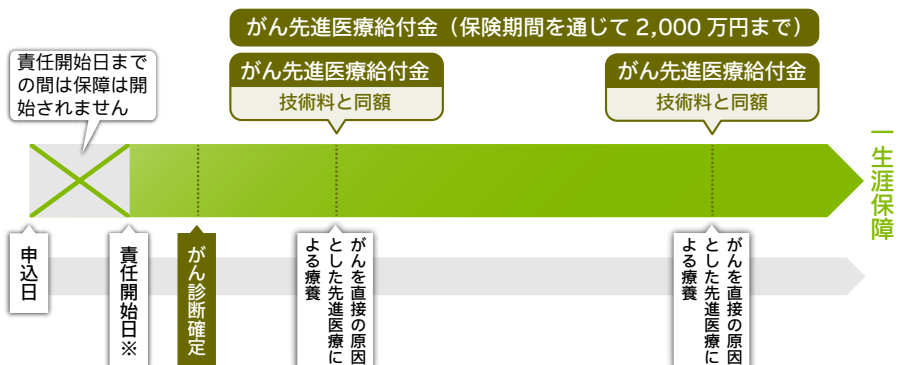 がん先進医療給付金（保険期間を通じて 2,000 万円まで）
責任開始日まで
の間は保障は開
始されません
がん先進医療給付金
技術料と同額
がん先進医療給付金
技術料と同額
一生涯保障
申込日
責任開始日※
がん診断確定
がんを直接の原因
とした先進医療に
よる療養
がんを直接の原因
とした先進医療に
よる療養